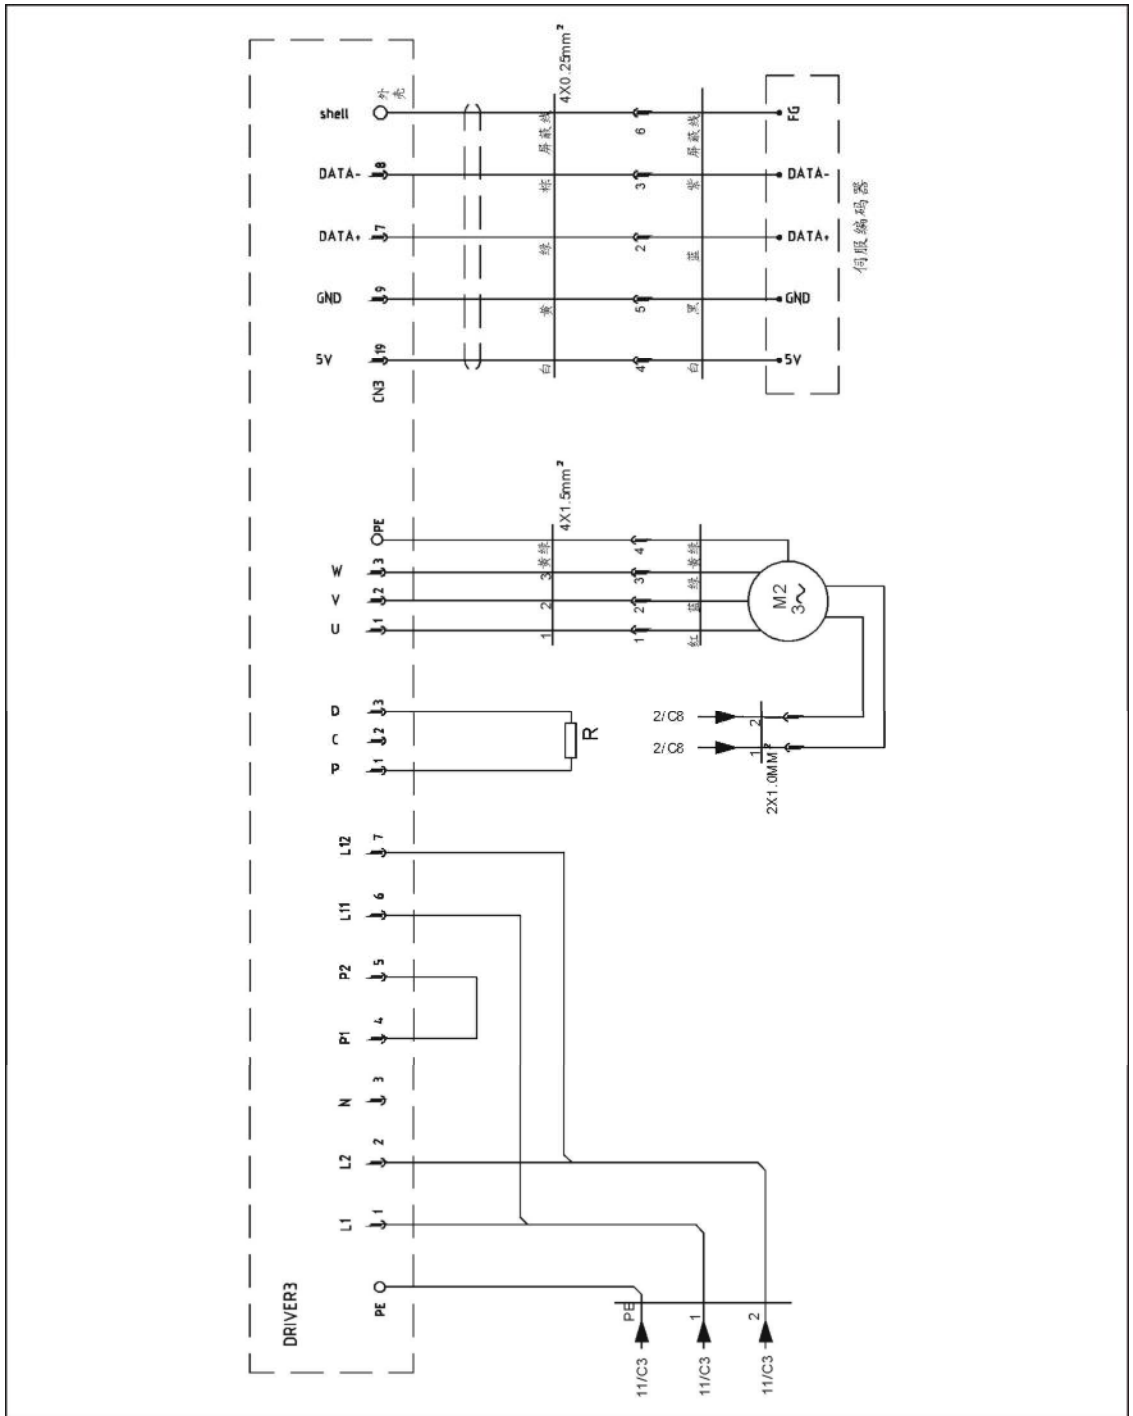 4X0.25mm²
shell
外壳
屏蔽线
6
屏蔽线
FG
DATA-
8
棕
3
紫
DATA-
DATA+
7
绿
2
蓝
DATA+
GND
9
黄
5
黑
GND
5V
19
白
4
白
5V
CN3
伺服编码器
4X1.5mm²
PE
黄绿
4
黄绿
W
3
3
3
绿
V
2
2
2
蓝
U
1
1
1
红
M2
3~
D
3
C
2
P
1
R
2/C8
2
2/C8
1
2X1.0MM²
L12
7
L11
6
P2
5
P1
4
N
3
L2
2
L1
1
PE
DRIVER3
PE
1
2
11/C3
11/C3
11/C3